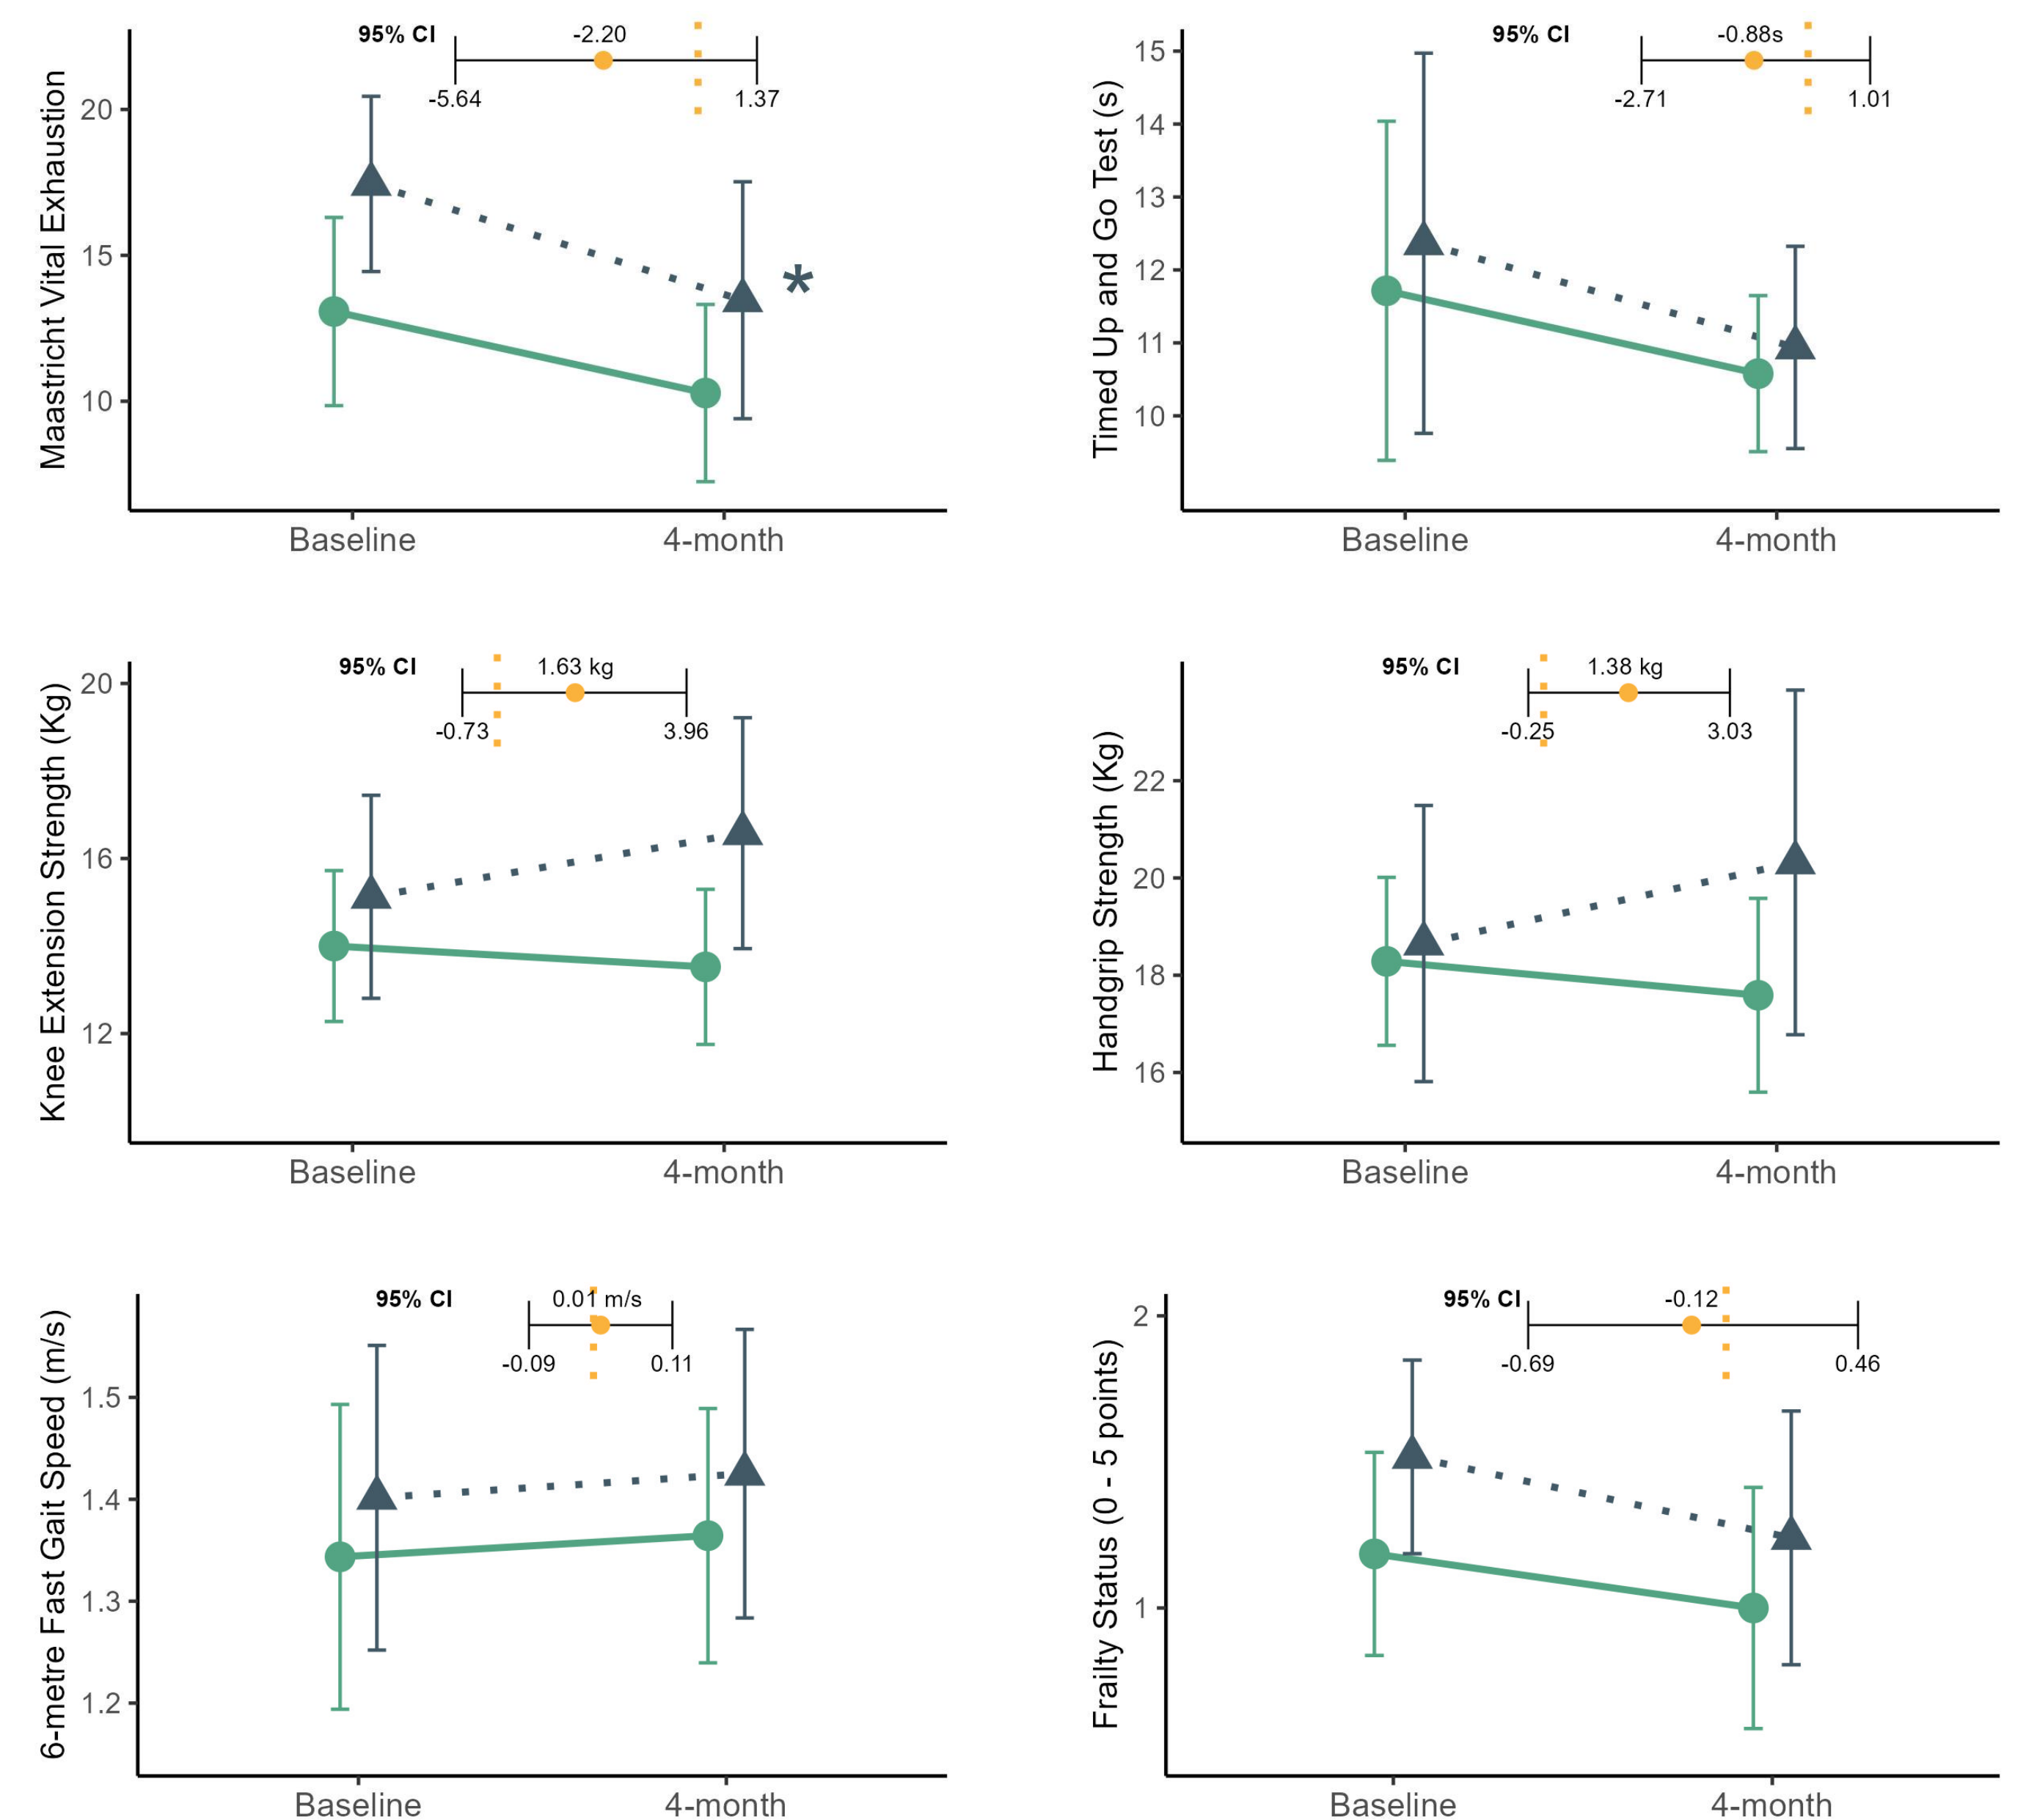 95% CI
-2.20
-5.64
1.37
Maastricht Vital Exhaustion
20
15
10
*
Baseline
4-month
95% CI
-0.88s
-2.71
1.01
Timed Up and Go Test (s)
15
14
13
12
11
10
Baseline
4-month
95% CI
1.63 kg
-0.73
3.96
Knee Extension Strength (Kg)
20
16
12
Baseline
4-month
95% CI
1.38 kg
-0.25
3.03
Handgrip Strength (Kg)
22
20
18
16
Baseline
4-month
95% CI
0.01 m/s
-0.09
0.11
6-metre Fast Gait Speed (m/s)
1.5
1.4
1.3
1.2
Baseline
4-month
95% CI
-0.12
-0.69
0.46
Frailty Status (0 - 5 points)
2
1
Baseline
4-month